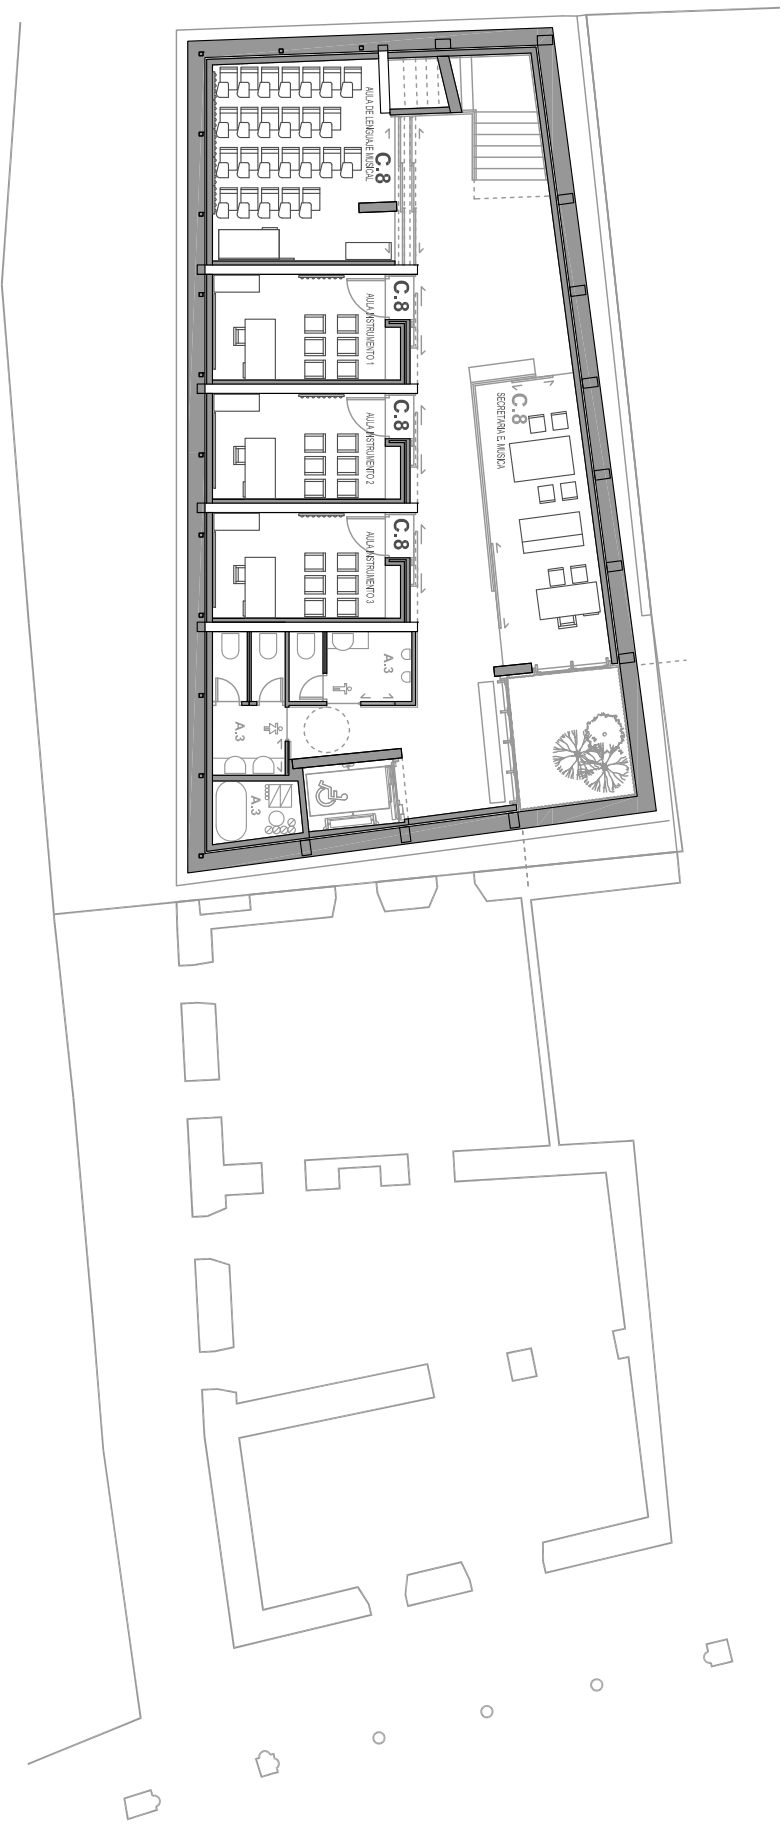 AULA DE LENGUAJE MUSICAL
C.8
C.8
AULA INSTRUMENTO 1
C.8
AULA INSTRUMENTO 2
C.8
AULA INSTRUMENTO 3
C.8
SECRETARIA E. MUSICA
A.3
A.3
A.3